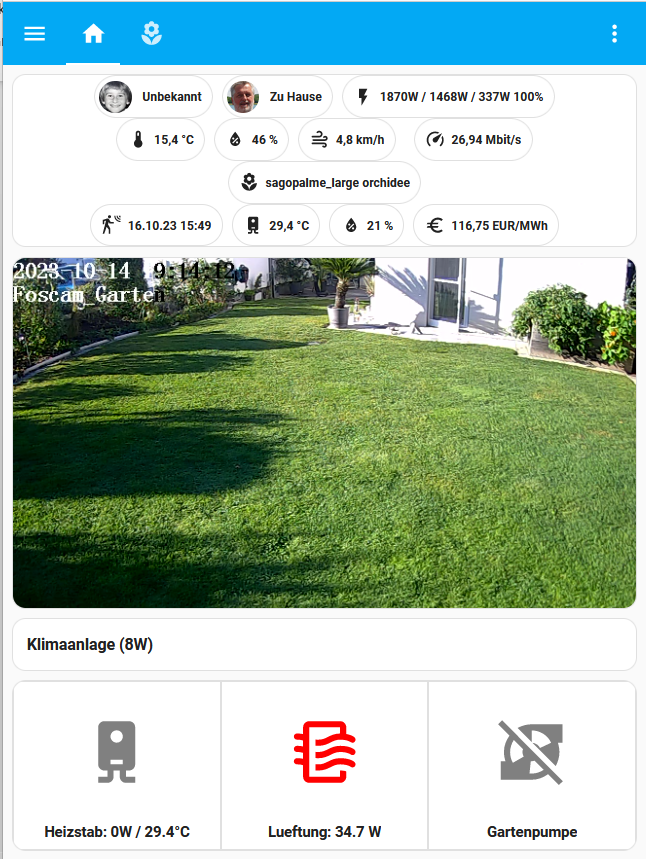 Unbekannt Zu Hause 1870W / 1468W / 337W 100%
15,4 °C 46 % 4,8 km/h 26,94 Mbit/s
sagopalme_large orchidee
16.10.23 15:49 29,4 °C 21 % 116,75 EUR/MWh
2023-10-14 9:14:12
Foscam_Garten
Klimaanlage (8W)
Heizstab: 0W / 29.4°C Lueftung: 34.7 W Gartenpumpe